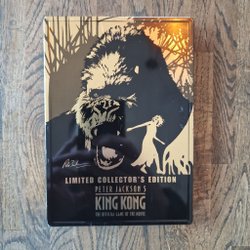 LIMITED COLLECTOR'S EDITION
PETER JACKSON'S
KING KONG
THE OFFICIAL GAME OF THE MOVIE